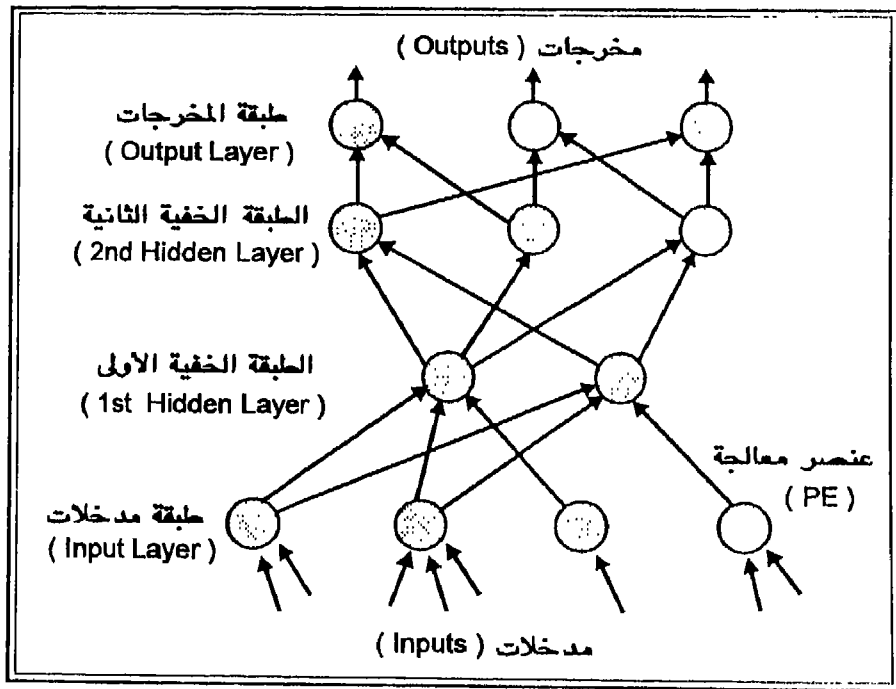 مخرجات ( Outputs )
طبقة المخرجات
( Output Layer )
الطبقة الخفية الثانية
( 2nd Hidden Layer )
الطبقة الخفية الأولى
( 1st Hidden Layer )
عنصر معالجة
( PE )
طبقة مدخلات
( Input Layer )
مدخلات ( Inputs )